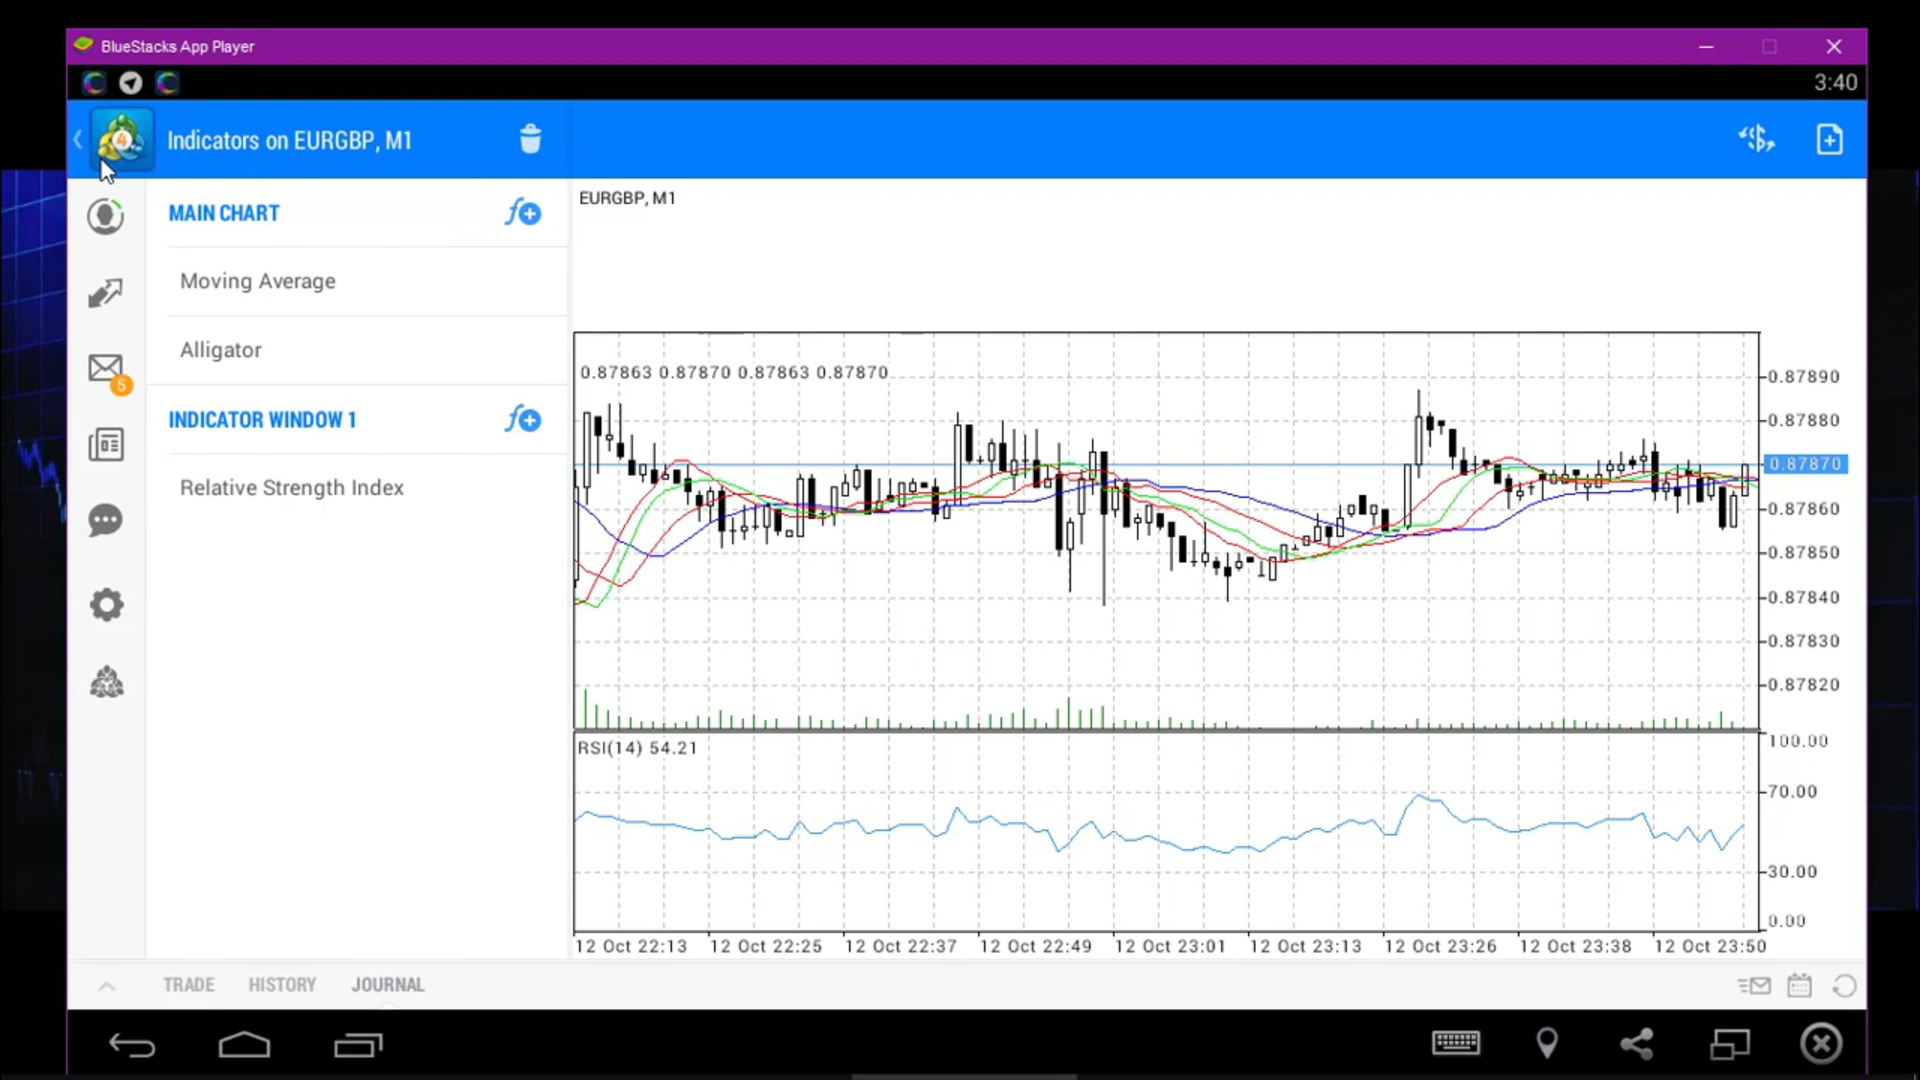 BlueStacks App Player
3:40
4
Indicators on EURGBP, M1
MAIN CHART
Moving Average
Alligator
5
INDICATOR WINDOW 1
Relative Strength Index
EURGBP, M1
0.87863 0.87870 0.87863 0.87870
0.87890
0.87880
0.87870
0.87860
0.87850
0.87840
0.87830
0.87820
RSI(14) 54.21
100.00
70.00
30.00
0.00
12 Oct 22:13 12 Oct 22:25 12 Oct 22:37 12 Oct 22:49 12 Oct 23:01 12 Oct 23:13 12 Oct 23:26 12 Oct 23:38 12 Oct 23:50
TRADE HISTORY JOURNAL